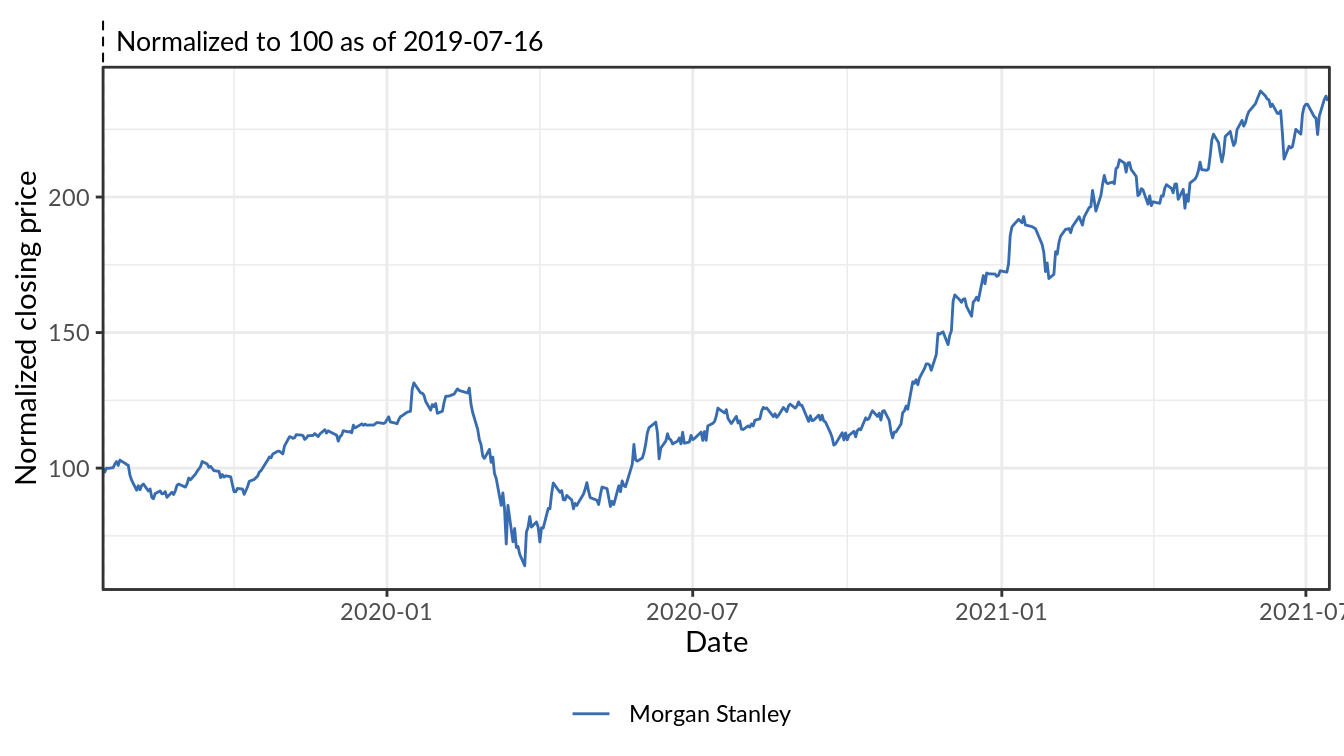 Normalized to 100 as of 2019-07-16
Normalized closing price
200
150
100
2020-01
2020-07
2021-01
2021-07
Date
Morgan Stanley